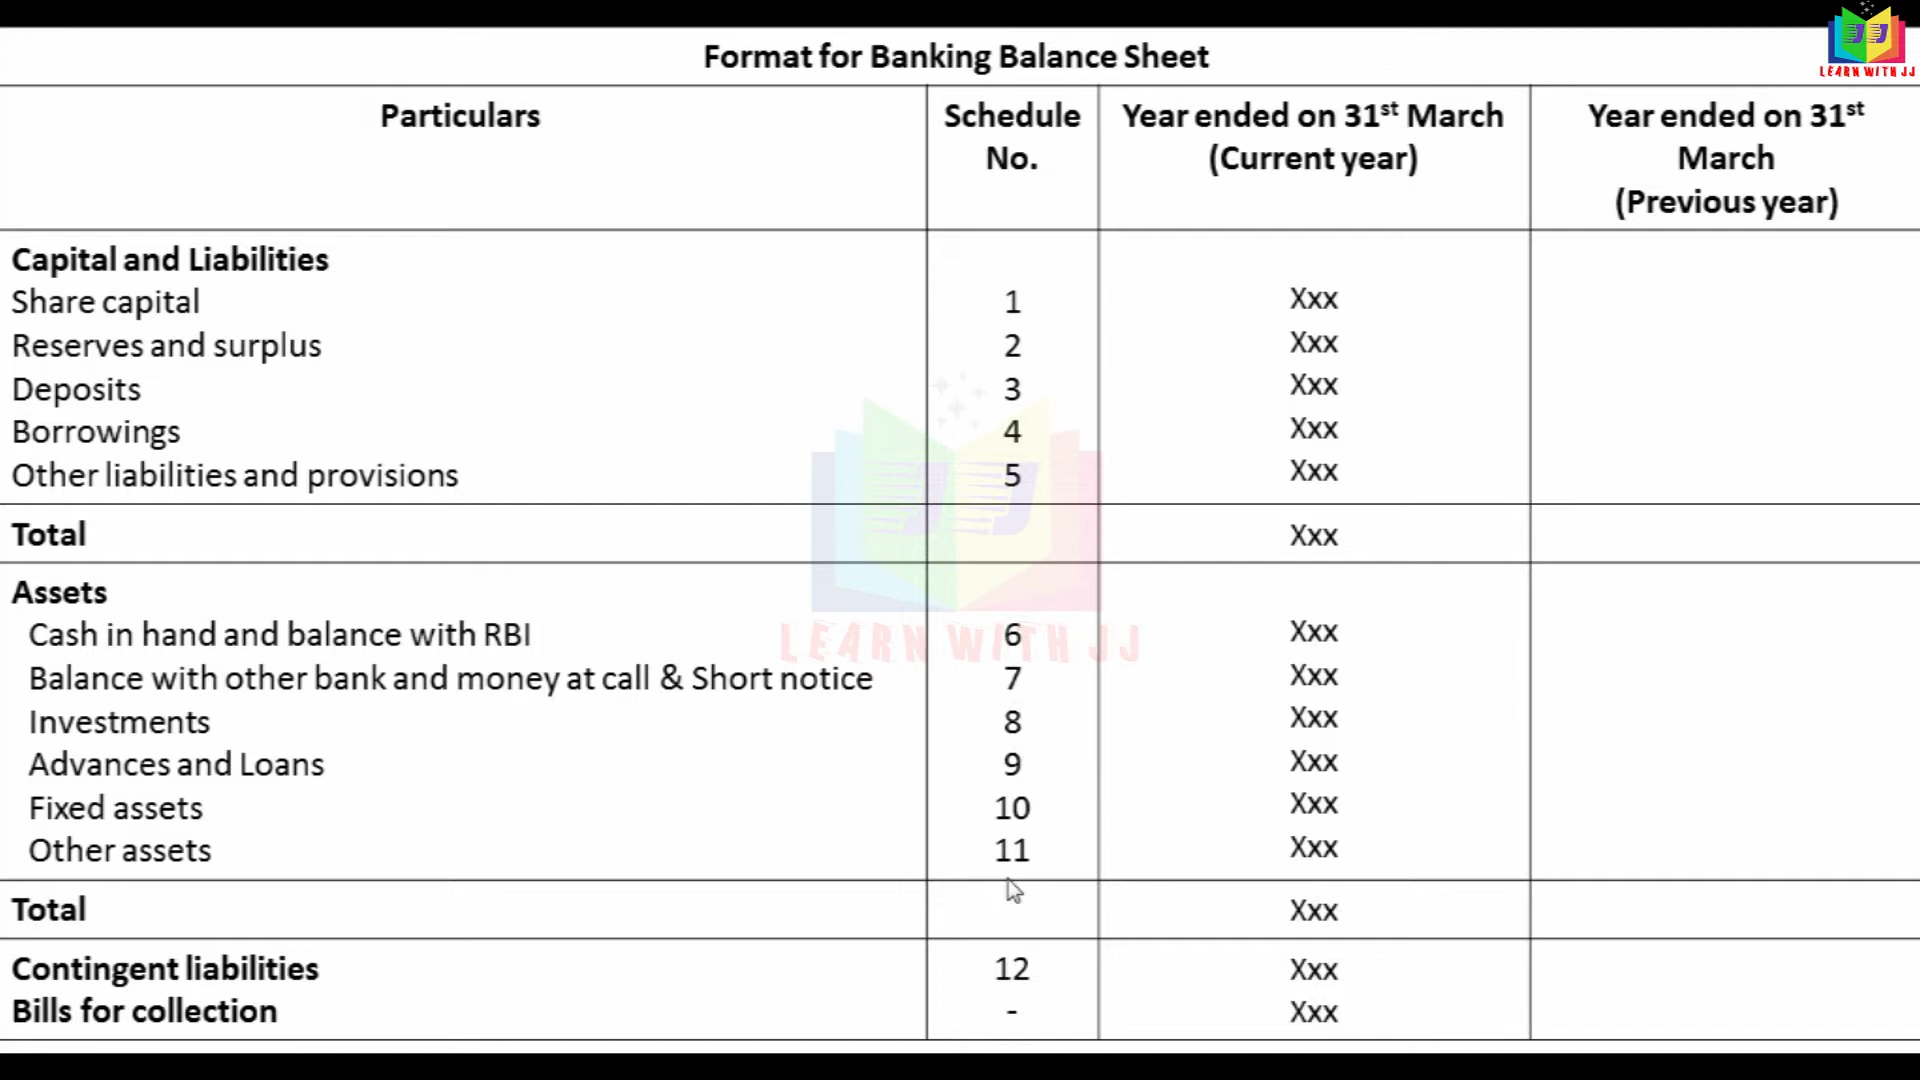 LEARN WITH JJ
Format for Banking Balance Sheet
Particulars
Schedule No.
Year ended on 31st March (Current year)
Year ended on 31st March (Previous year)
Capital and Liabilities
Share capital 1 Xxx
Reserves and surplus 2 Xxx
Deposits 3 Xxx
Borrowings 4 Xxx
Other liabilities and provisions 5 Xxx
Total Xxx
Assets
Cash in hand and balance with RBI 6 Xxx
Balance with other bank and money at call & Short notice 7 Xxx
Investments 8 Xxx
Advances and Loans 9 Xxx
Fixed assets 10 Xxx
Other assets 11 Xxx
Total Xxx
Contingent liabilities 12 Xxx
Bills for collection - Xxx
JJ
LEARN WITH JJ